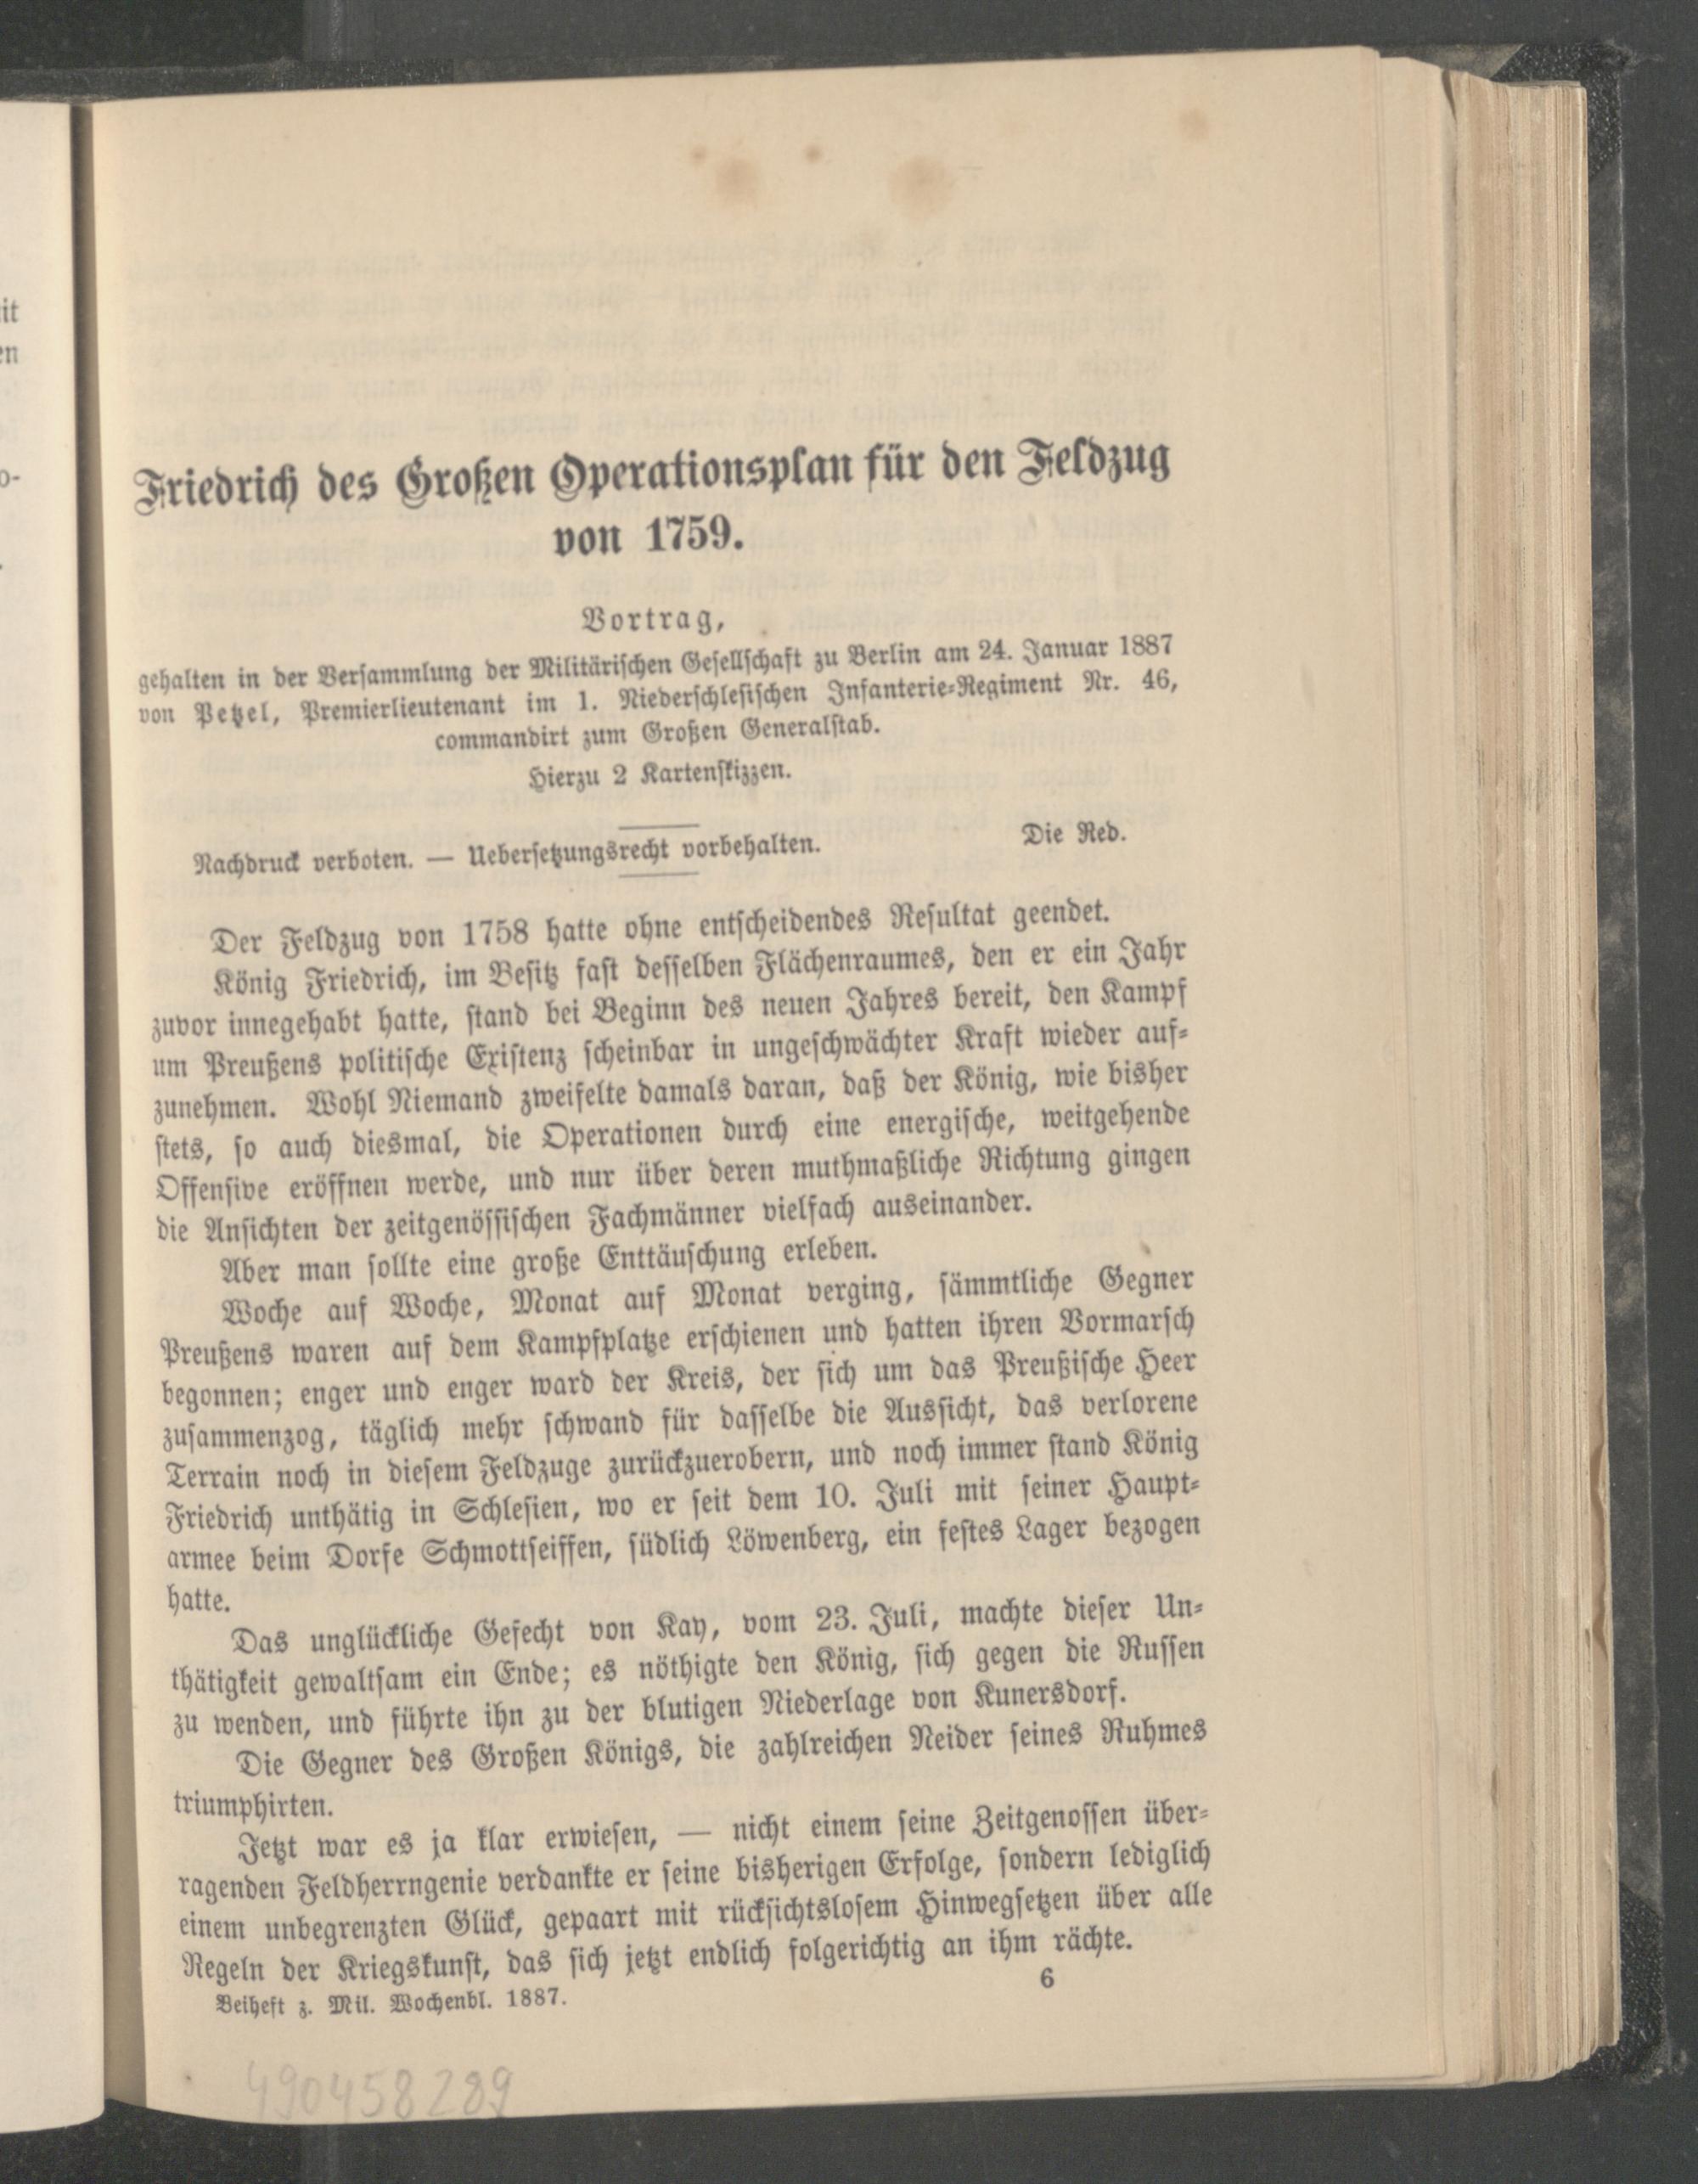 it
en
o-
Friedrich des Großen Operationsplan für den Feldzug
von 1759.
Vortrag,
gehalten in der Versammlung der Militärischen Gesellschaft zu Berlin am 24. Januar 1887
von Petzel, Premierlieutenant im 1. Niederschlesischen Infanterie-Regiment Nr. 46,
commandirt zum Großen Generalstab.
Hierzu 2 Kartenskizzen.
Nachdruck verboten. — Uebersetzungsrecht vorbehalten. Die Red.
Der Feldzug von 1758 hatte ohne entscheidendes Resultat geendet.
König Friedrich, im Besitz fast desselben Flächenraumes, den er ein Jahr
zuvor innegehabt hatte, stand bei Beginn des neuen Jahres bereit, den Kampf
um Preußens politische Existenz scheinbar in ungeschwächter Kraft wieder auf-
zunehmen. Wohl Niemand zweifelte damals daran, daß der König, wie bisher
stets, so auch diesmal, die Operationen durch eine energische, weitgehende
Offensive eröffnen werde, und nur über deren muthmaßliche Richtung gingen
die Ansichten der zeitgenössischen Fachmänner vielfach auseinander.
Aber man sollte eine große Enttäuschung erleben.
Woche auf Woche, Monat auf Monat verging, sämmtliche Gegner
Preußens waren auf dem Kampfplatze erschienen und hatten ihren Vormarsch
begonnen; enger und enger ward der Kreis, der sich um das Preußische Heer
zusammenzog, täglich mehr schwand für dasselbe die Aussicht, das verlorene
Terrain noch in diesem Feldzuge zurückzuerobern, und noch immer stand König
Friedrich unthätig in Schlesien, wo er seit dem 10. Juli mit seiner Haupt-
armee beim Dorfe Schmottseiffen, südlich Löwenberg, ein festes Lager bezogen
hatte.
Das unglückliche Gefecht von Kay, vom 23. Juli, machte dieser Un-
thätigkeit gewaltsam ein Ende; es nöthigte den König, sich gegen die Russen
zu wenden, und führte ihn zu der blutigen Niederlage von Kunersdorf.
Die Gegner des Großen Königs, die zahlreichen Neider seines Ruhmes
triumphirten.
Jetzt war es ja klar erwiesen, — nicht einem seine Zeitgenossen über-
ragenden Feldherrngenie verdankte er seine bisherigen Erfolge, sondern lediglich
einem unbegrenzten Glück, gepaart mit rücksichtslosem Hinwegsetzen über alle
Regeln der Kriegskunst, das sich jetzt endlich folgerichtig an ihm rächte.
Beiheft z. Mil. Wochenbl. 1887. 6
490458289